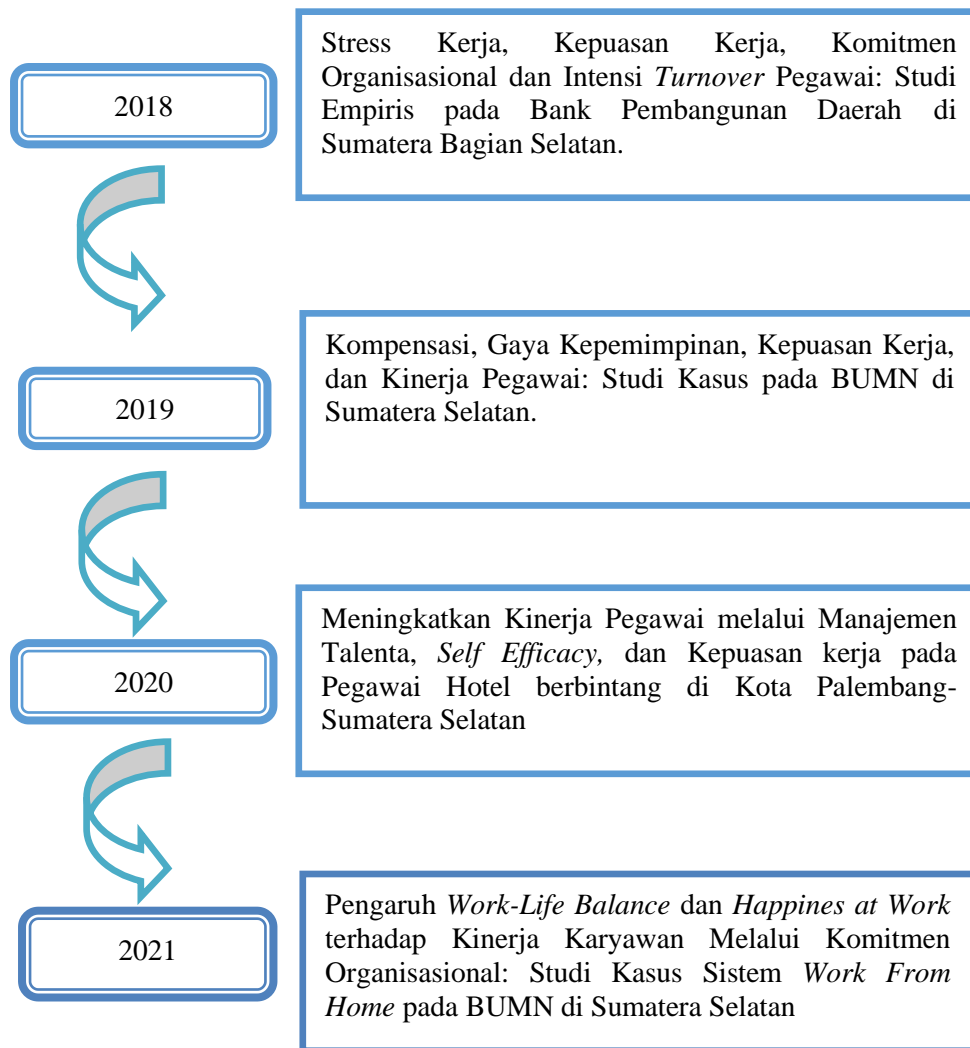 2018
Stress Kerja, Kepuasan Kerja, Komitmen
Organisasional dan Intensi Turnover Pegawai: Studi
Empiris pada Bank Pembangunan Daerah di
Sumatera Bagian Selatan.
2019
Kompensasi, Gaya Kepemimpinan, Kepuasan Kerja,
dan Kinerja Pegawai: Studi Kasus pada BUMN di
Sumatera Selatan.
2020
Meningkatkan Kinerja Pegawai melalui Manajemen
Talenta, Self Efficacy, dan Kepuasan kerja pada
Pegawai Hotel berbintang di Kota Palembang-
Sumatera Selatan
2021
Pengaruh Work-Life Balance dan Happines at Work
terhadap Kinerja Karyawan Melalui Komitmen
Organisasional: Studi Kasus Sistem Work From
Home pada BUMN di Sumatera Selatan